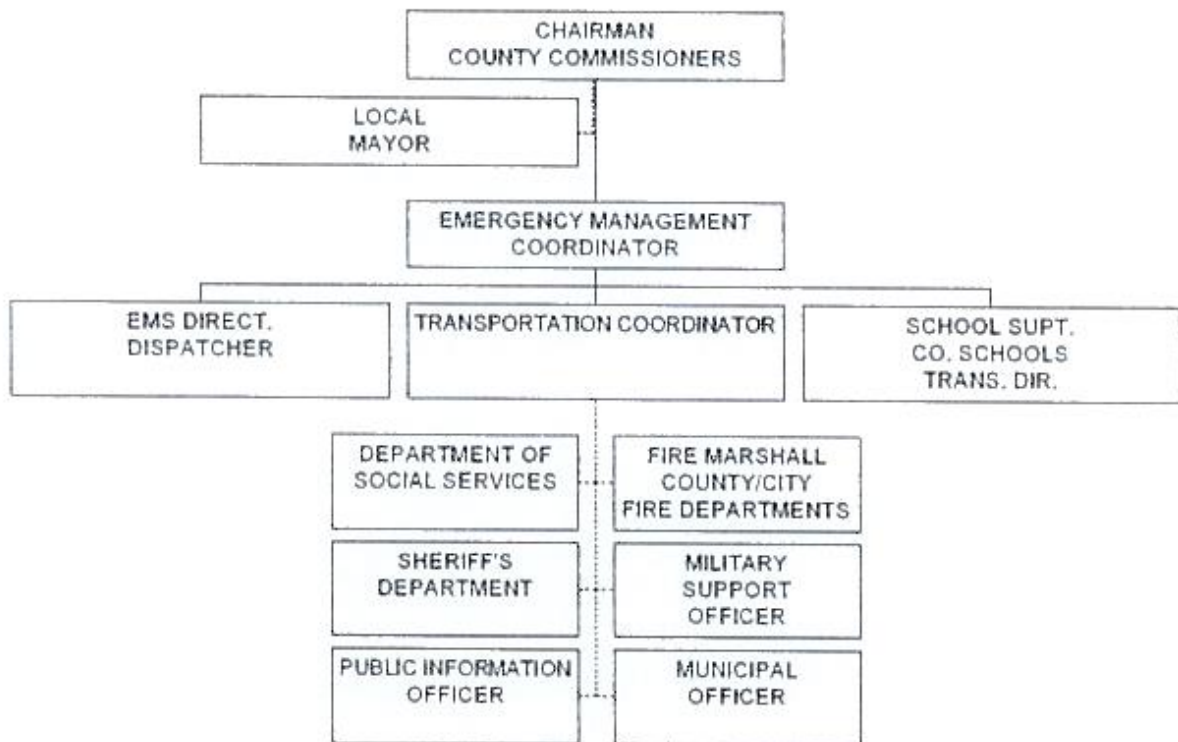 CHAIRMAN
COUNTY COMMISSIONERS
LOCAL
MAYOR
EMERGENCY MANAGEMENT
COORDINATOR
EMS DIRECT.
DISPATCHER
TRANSPORTATION COORDINATOR
SCHOOL SUPT.
CO. SCHOOLS
TRANS. DIR.
DEPARTMENT OF
SOCIAL SERVICES
FIRE MARSHALL
COUNTY/CITY
FIRE DEPARTMENTS
SHERIFF'S
DEPARTMENT
MILITARY
SUPPORT
OFFICER
PUBLIC INFORMATION
OFFICER
MUNICIPAL
OFFICER